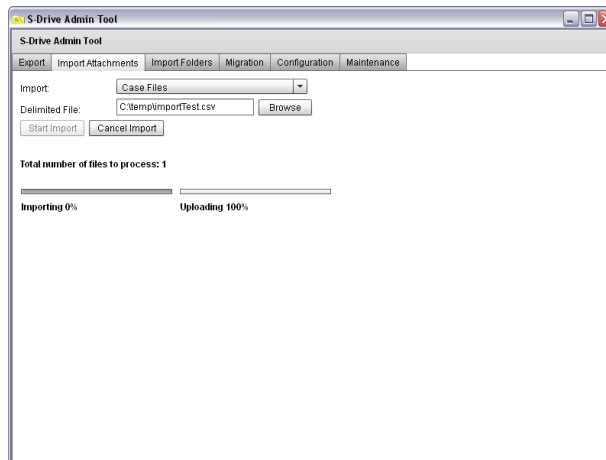 S-Drive Admin Tool
S-Drive Admin Tool
Export Import Attachments Import Folders Migration Configuration Maintenance
Import: Case Files
Delimited File: C:\temp\importTest.csv Browse
Start Import Cancel Import
Total number of files to process: 1
Importing 0% Uploading 100%